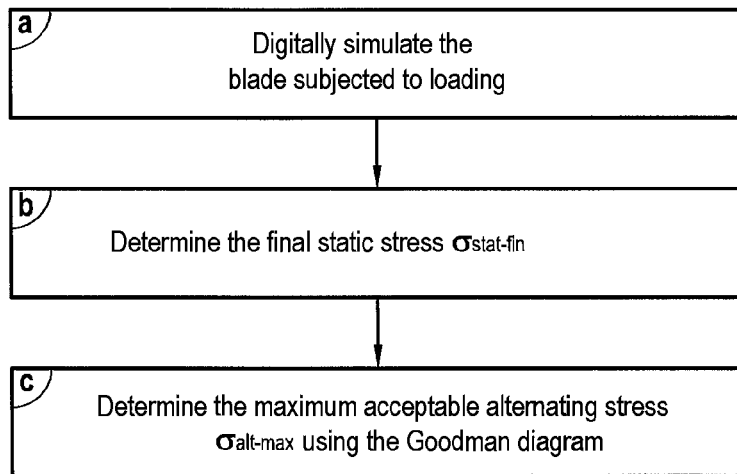 a
Digitally simulate the
blade subjected to loading
b
Determine the final static stress σstat-fin
c
Determine the maximum acceptable alternating stress
σalt-max using the Goodman diagram